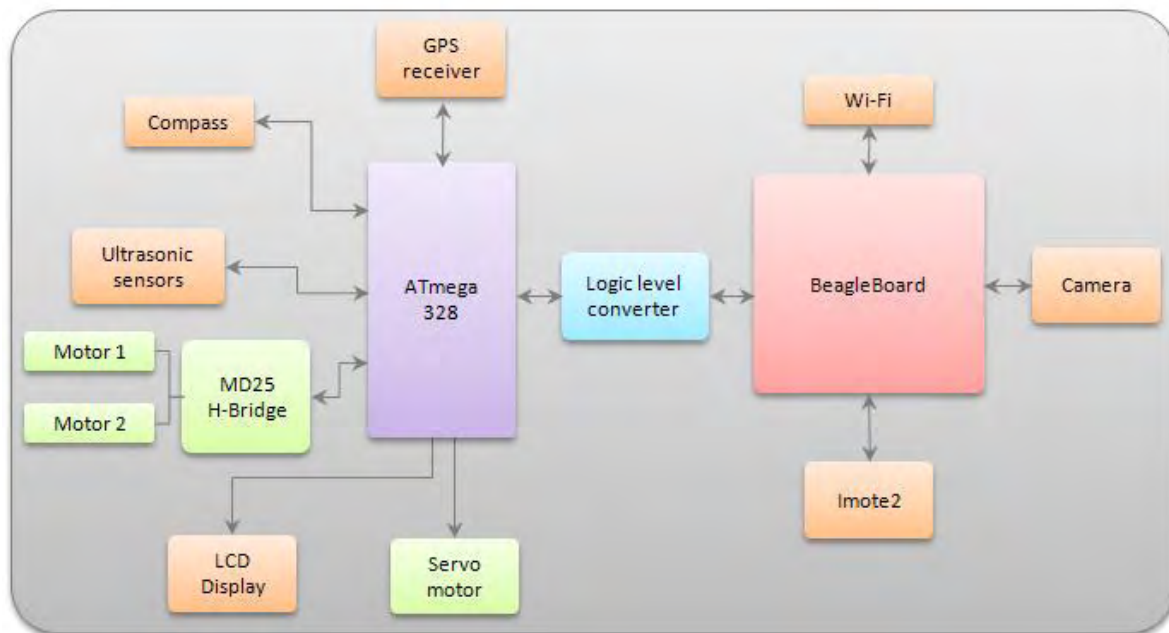 GPS
receiver
Wi-Fi
Compass
Ultrasonic
sensors
ATmega
328
Logic level
converter
BeagleBoard
Camera
Motor 1
MD25
H-Bridge
Motor 2
Imote2
LCD
Display
Servo
motor